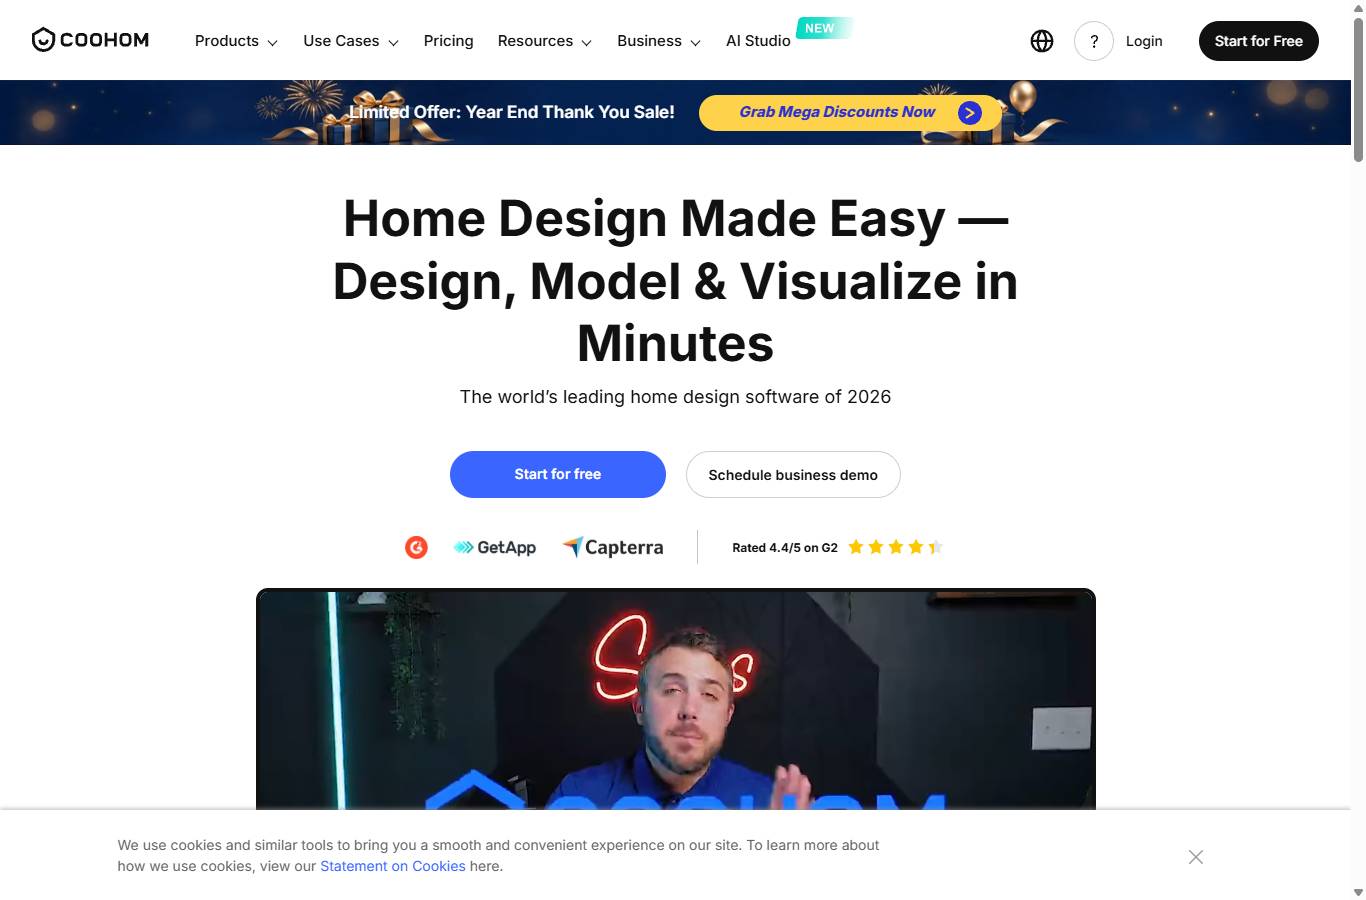 COOHOM
Products
Use Cases
Pricing
Resources
Business
AI Studio
NEW
?
Login
Start for Free
Limited Offer: Year End Thank You Sale!
Grab Mega Discounts Now
Home Design Made Easy —
Design, Model & Visualize in
Minutes
The world’s leading home design software of 2026
Start for free
Schedule business demo
GetApp
Capterra
Rated 4.4/5 on G2
COOHOM
We use cookies and similar tools to bring you a smooth and convenient experience on our site. To learn more about
how we use cookies, view our Statement on Cookies here.